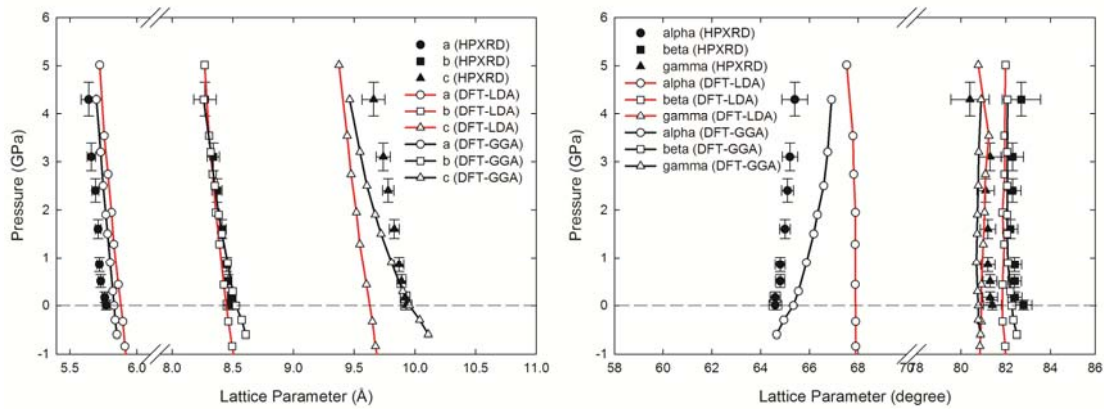 6
5
4
3
2
1
0
-1
Pressure (GPa)
a (HPXRD)
b (HPXRD)
c (HPXRD)
a (DFT-LDA)
b (DFT-LDA)
c (DFT-LDA)
a (DFT-GGA)
b (DFT-GGA)
c (DFT-GGA)
5.4 6.0 8.0 8.5 9.0 9.5 10.0 10.5 11.0
Lattice Parameter (Å)
6
5
4
3
2
1
0
-1
Pressure (GPa)
alpha (HPXRD)
beta (HPXRD)
gamma (HPXRD)
alpha (DFT-LDA)
beta (DFT-LDA)
gamma (DFT-LDA)
alpha (DFT-GGA)
beta (DFT-GGA)
gamma (DFT-GGA)
58 60 62 64 66 68 70 80 82 84 86
Lattice Parameter (degree)